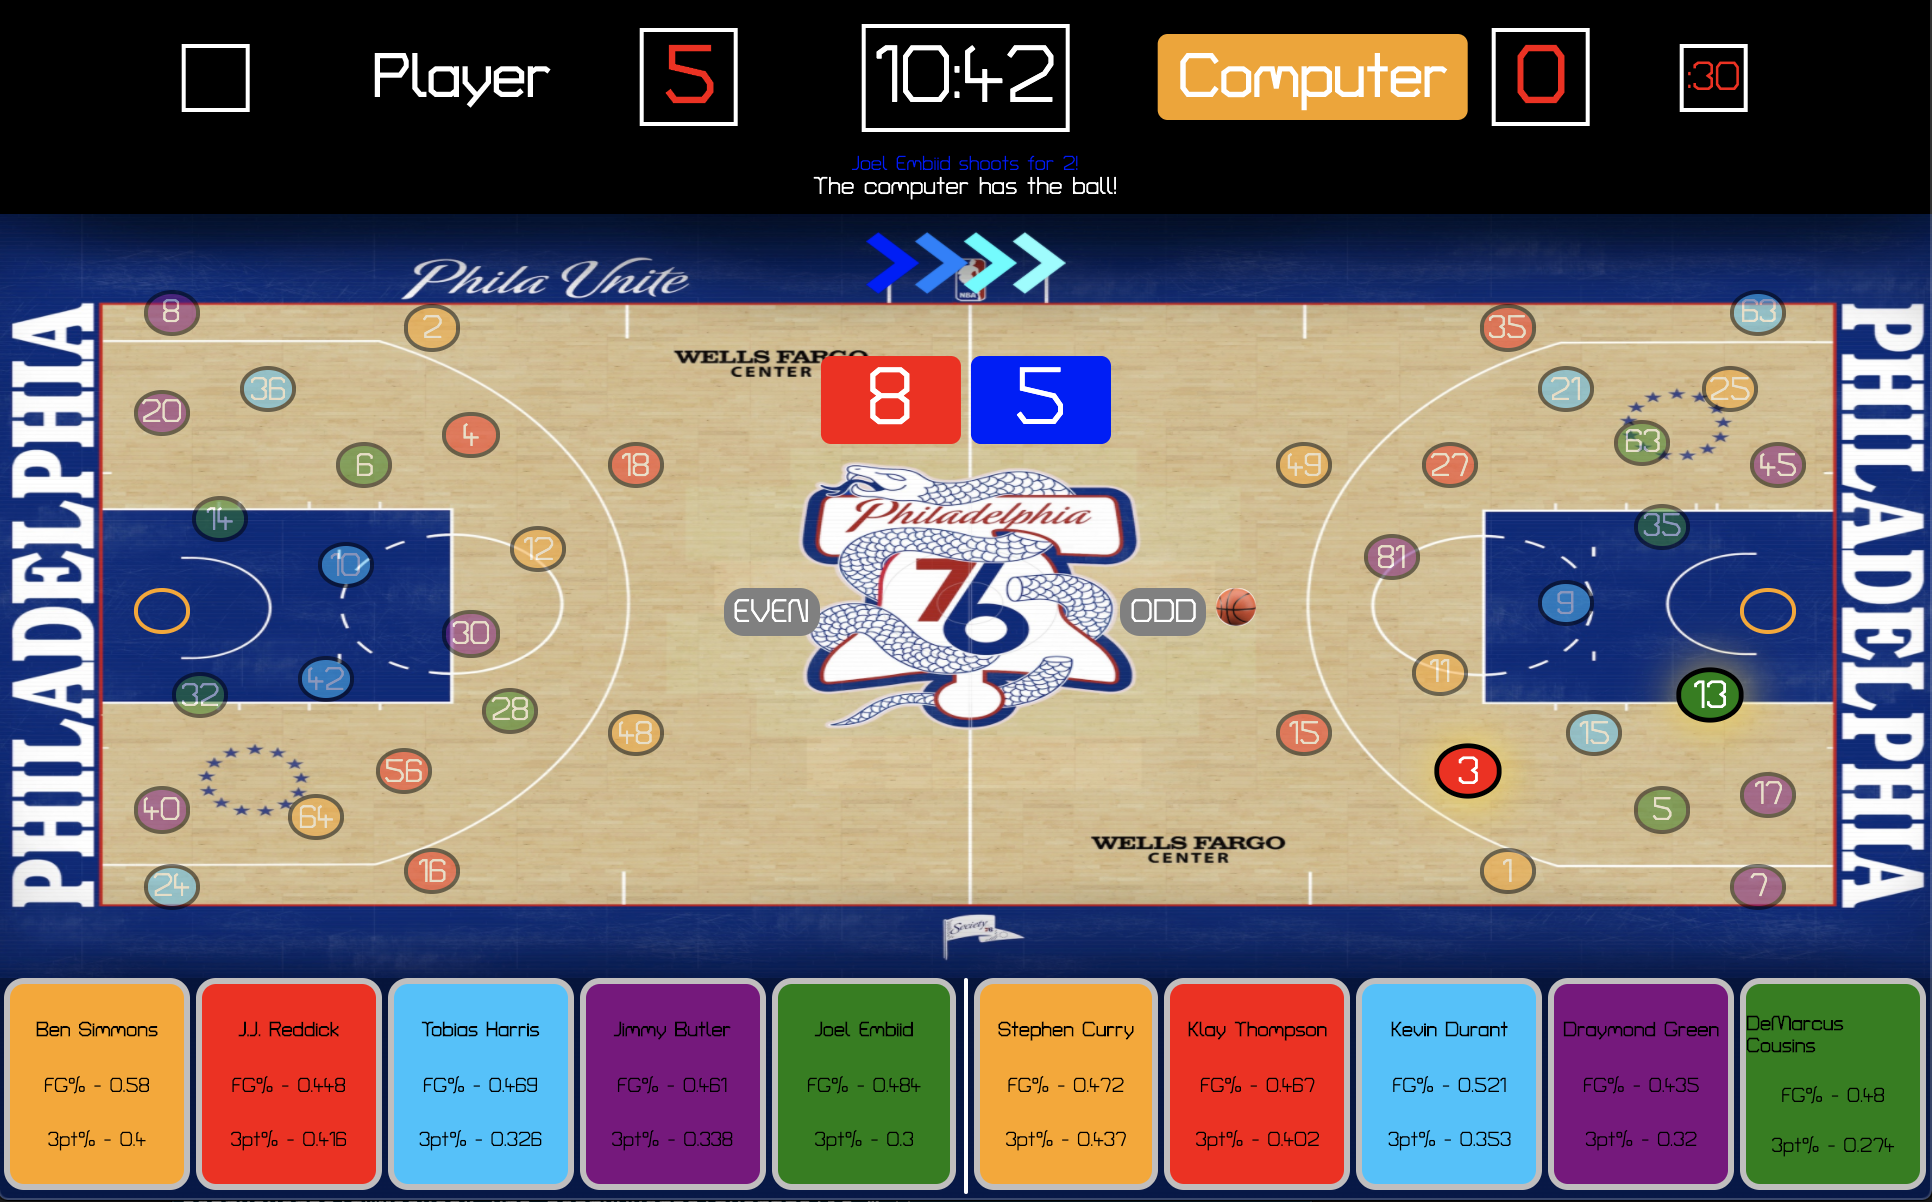 Player
5
10:42
Computer
0
:30
Joel Embiid shoots for 2!
The computer has the ball!
Phila Unite
NBA
PHILADELPHIA
PHILADELPHIA
WELLS FARGO
CENTER
8
5
8
2
36
20
4
6
18
14
10
12
30
42
32
28
48
56
40
64
16
24
Philadelphia
76
EVEN
ODD
35
63
21
25
63
49
27
45
35
81
9
11
13
15
15
3
17
5
1
7
WELLS FARGO
CENTER
Society
76
Ben Simmons
FG% - 0.58
3pt% - 0.4
J.J. Reddick
FG% - 0.448
3pt% - 0.416
Tobias Harris
FG% - 0.469
3pt% - 0.326
Jimmy Butler
FG% - 0.461
3pt% - 0.338
Joel Embiid
FG% - 0.484
3pt% - 0.3
Stephen Curry
FG% - 0.472
3pt% - 0.437
Klay Thompson
FG% - 0.467
3pt% - 0.402
Kevin Durant
FG% - 0.521
3pt% - 0.353
Draymond Green
FG% - 0.435
3pt% - 0.32
DeMarcus
Cousins
FG% - 0.48
3pt% - 0.274